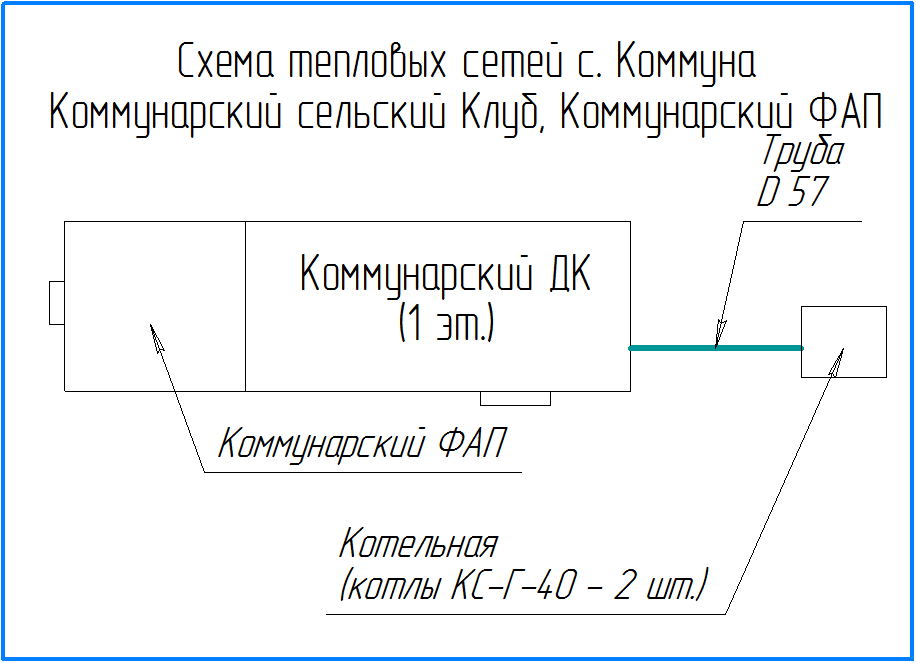 Схема тепловых сетей с. Коммуна
Коммунарский сельский Клуб, Коммунарский ФАП
Труба
D 57
Коммунарский ДК
(1 эт.)
Коммунарский ФАП
Котельная
(котлы КС-Г-40 - 2 шт.)